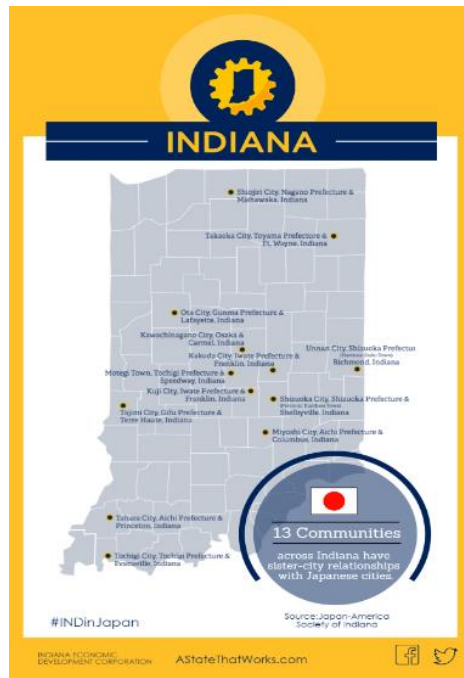 INDIANA
Shiojiri City, Nagano Prefecture &
Mishawaka, Indiana
Takaoka City, Toyama Prefecture &
Ft. Wayne, Indiana
Ota City, Gunma Prefecture &
Lafayette, Indiana
Kawachinagano City, Osaka &
Carmel, Indiana
Kakuda City, Iwate Prefecture &
Franklin, Indiana
Unnan City, Shizuoka Prefectur
Richmond, Indiana
Motegi Town, Tochigi Prefecture &
Speedway, Indiana
Kuji City, Iwate Prefecture &
Franklin, Indiana
Shizuoka City, Shizuoka Prefecture &
Shelbyville, Indiana
Tajimi City, Gifu Prefecture &
Terre Haute, Indiana
Miyoshi City, Aichi Prefecture &
Columbus, Indiana
Tahara City, Aichi Prefecture &
Princeton, Indiana
Tochigi City, Tochigi Prefecture &
Evansville, Indiana
13 Communities
across Indiana have
sister-city relationships
with Japanese cities.
#INDinJapan
Source:Japan-America
Society of Indiana
INDIANA ECONOMIC
DEVELOPMENT CORPORATION
AStateThatWorks.com